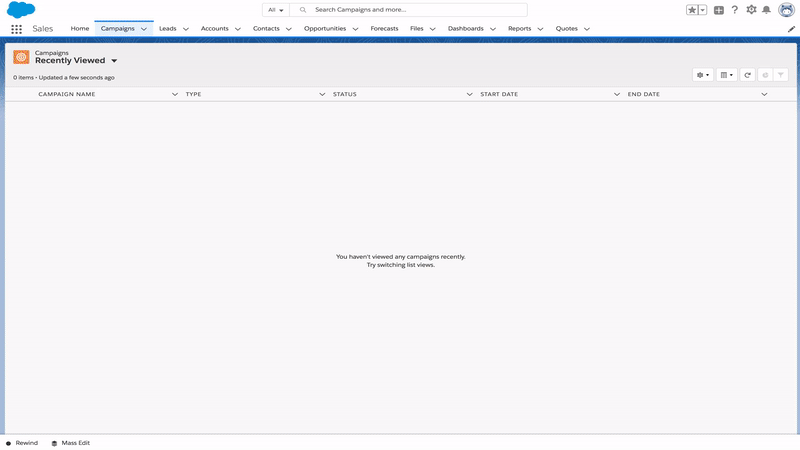 All Search Campaigns and more...
Sales Home Campaigns Leads Accounts Contacts Opportunities Forecasts Files Dashboards Reports Quotes
Campaigns
Recently Viewed
0 items • Updated a few seconds ago
CAMPAIGN NAME TYPE STATUS START DATE END DATE
You haven't viewed any campaigns recently.
Try switching list views.
Rewind Mass Edit